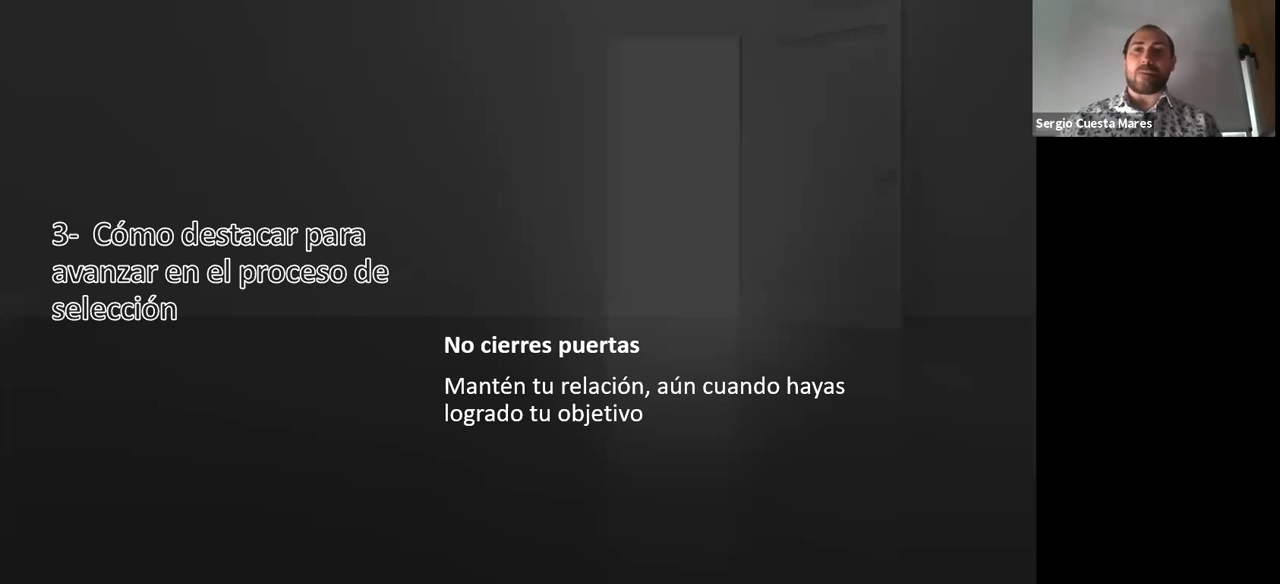 3-  Cómo destacar para
avanzar en el proceso de
selección
No cierres puertas
Mantén tu relación, aún cuando hayas
logrado tu objetivo
Sergio Cuesta Mares